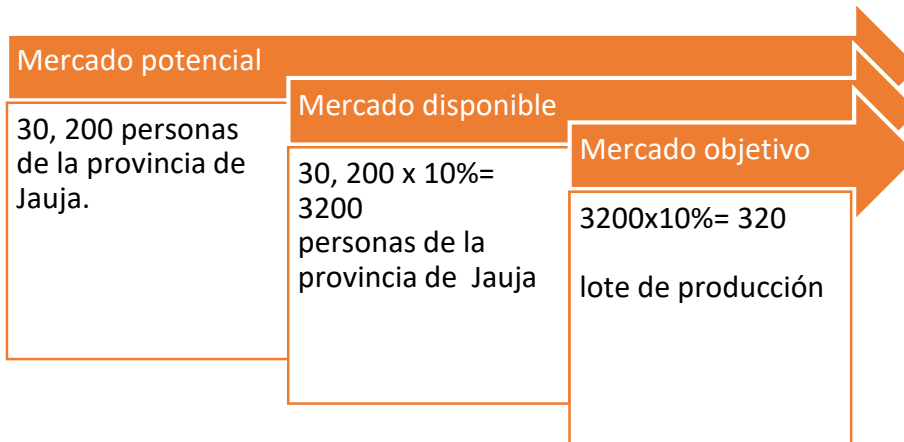 Mercado potencial
30, 200 personas
de la provincia de
Jauja.
Mercado disponible
30, 200 x 10%=
3200
personas de la
provincia de  Jauja
Mercado objetivo
3200x10%= 320
lote de producción